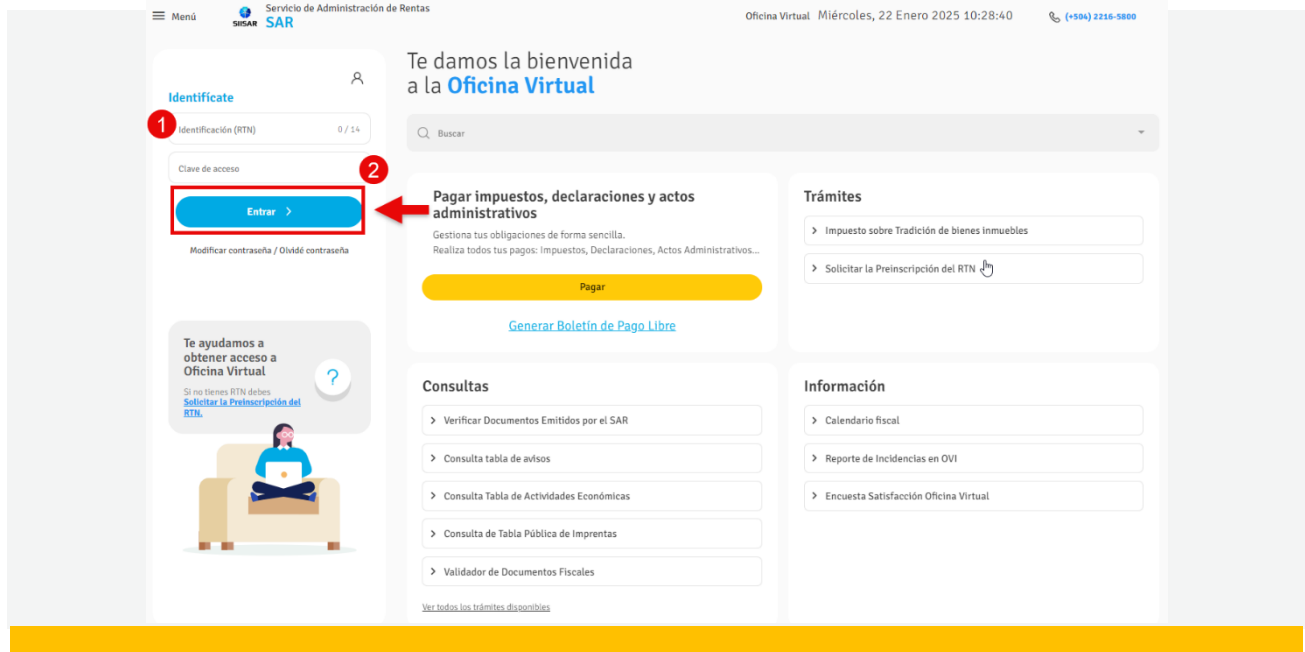 Menú
SIISAR
Servicio de Administración de Rentas
SAR
Oficina Virtual Miércoles, 22 Enero 2025 10:28:40
(+504) 2216-5800
Identifícate
1
Identificación (RTN) 0 / 14
Clave de acceso
2
Entrar
Modificar contraseña / Olvidé contraseña
Te ayudamos a
obtener acceso a
Oficina Virtual
?
Si no tienes RTN debes
Solicitar la Preinscripción del
RTN.
Te damos la bienvenida
a la Oficina Virtual
Buscar
Pagar impuestos, declaraciones y actos
administrativos
Gestiona tus obligaciones de forma sencilla.
Realiza todos tus pagos: Impuestos, Declaraciones, Actos Administrativos...
Pagar
Generar Boletín de Pago Libre
Trámites
Impuesto sobre Tradición de bienes inmuebles
Solicitar la Preinscripción del RTN
Consultas
Verificar Documentos Emitidos por el SAR
Consulta tabla de avisos
Consulta Tabla de Actividades Económicas
Consulta de Tabla Pública de Imprentas
Validador de Documentos Fiscales
Ver todos los trámites disponibles
Información
Calendario fiscal
Reporte de Incidencias en OVI
Encuesta Satisfacción Oficina Virtual